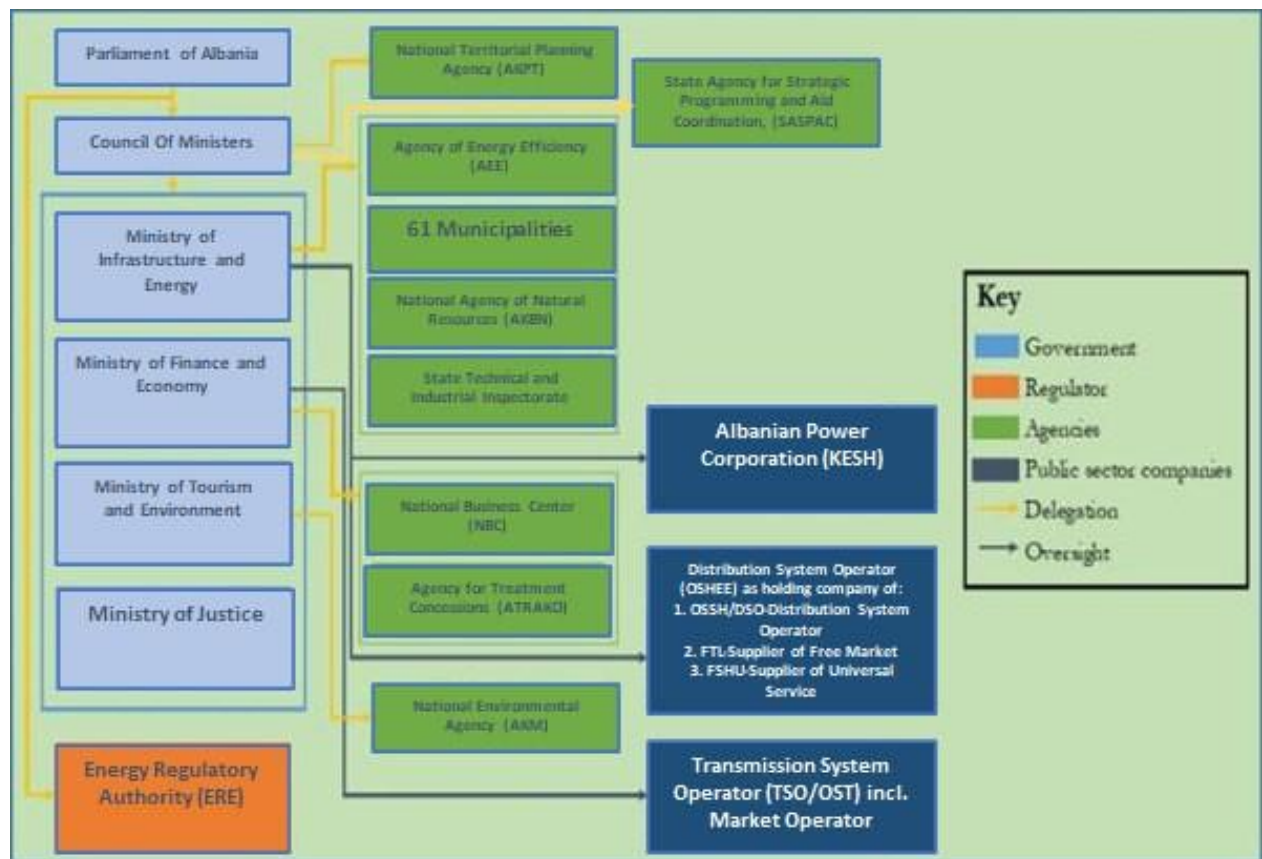 Parliament of Albania
Council Of Ministers
Ministry of
Infrastructure and
Energy
Ministry of Finance and
Economy
Ministry of Tourism
and Environment
Ministry of Justice
Energy Regulatory
Authority (ERE)
National Territorial Planning
Agency (AKPT)
Agency of Energy Efficiency
(AEE)
61 Municipalities
National Agency of Natural
Resources (AKBN)
State Technical and
Industrial Inspectorate
National Business Center
(NBC)
Agency for Treatment
Concessions (ATRAKO)
National Environmental
Agency (AKM)
State Agency for Strategic
Programming and Aid
Coordination, (SASPAC)
Albanian Power
Corporation (KESH)
Distribution System Operator
(OSHEE) as holding company of:
1. OSSH/DSO-Distribution System
Operator
2. FTL-Supplier of Free Market
3. FSHU-Supplier of Universal
Service
Transmission System
Operator (TSO/OST) incl.
Market Operator
Key
Government
Regulator
Agencies
Public sector companies
Delegation
Oversight